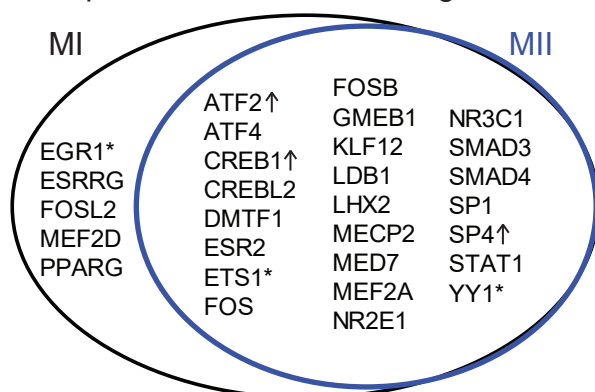 MI
MII
EGR1*
ESRRG
FOSL2
MEF2D
PPARG
ATF2↑
ATF4
CREB1↑
CREBL2
DMTF1
ESR2
ETS1*
FOS
FOSB
GMEB1
KLF12
LDB1
LHX2
MECP2
MED7
MEF2A
NR2E1
NR3C1
SMAD3
SMAD4
SP1
SP4↑
STAT1
YY1*